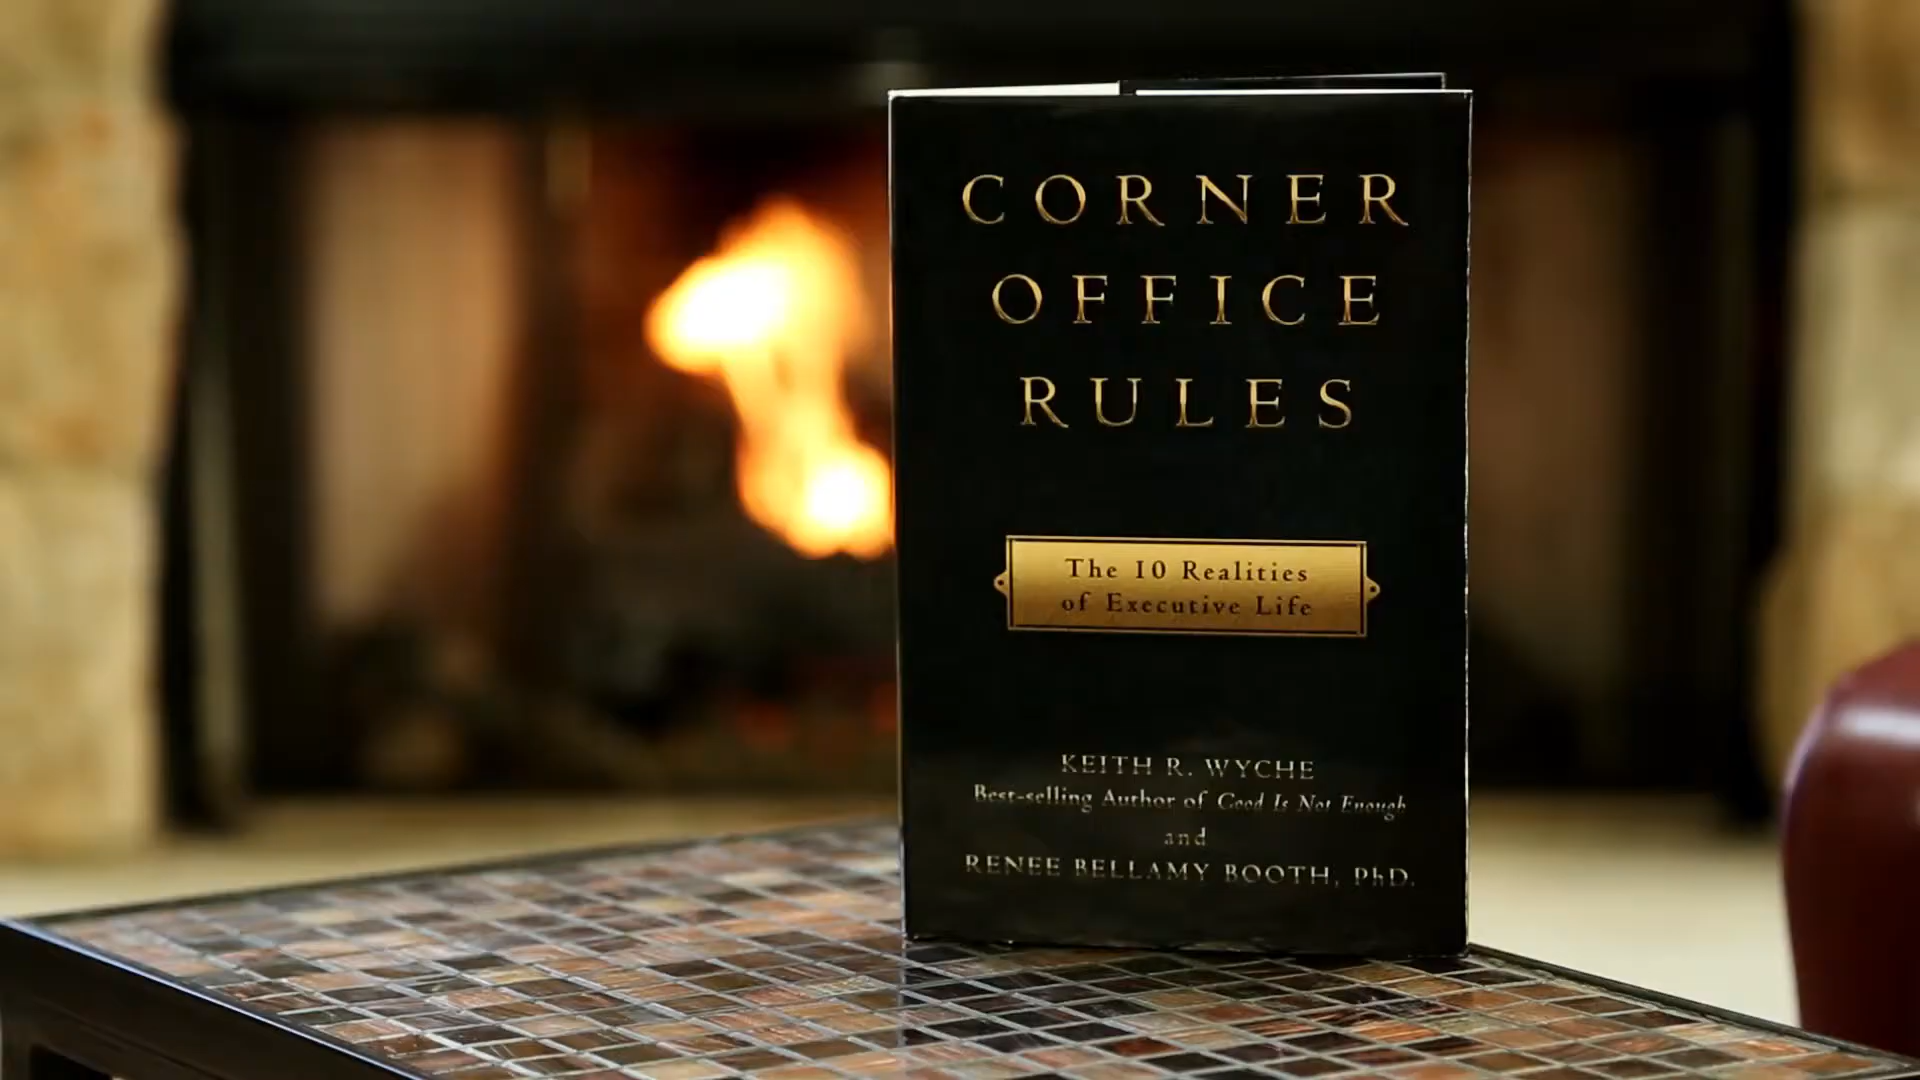 CORNER
OFFICE
RULES
The 10 Realities
of Executive Life
KEITH R. WYCHE
Best-selling Author of Good Is Not Enough
and
RENEE BELLAMY BOOTH, PhD.